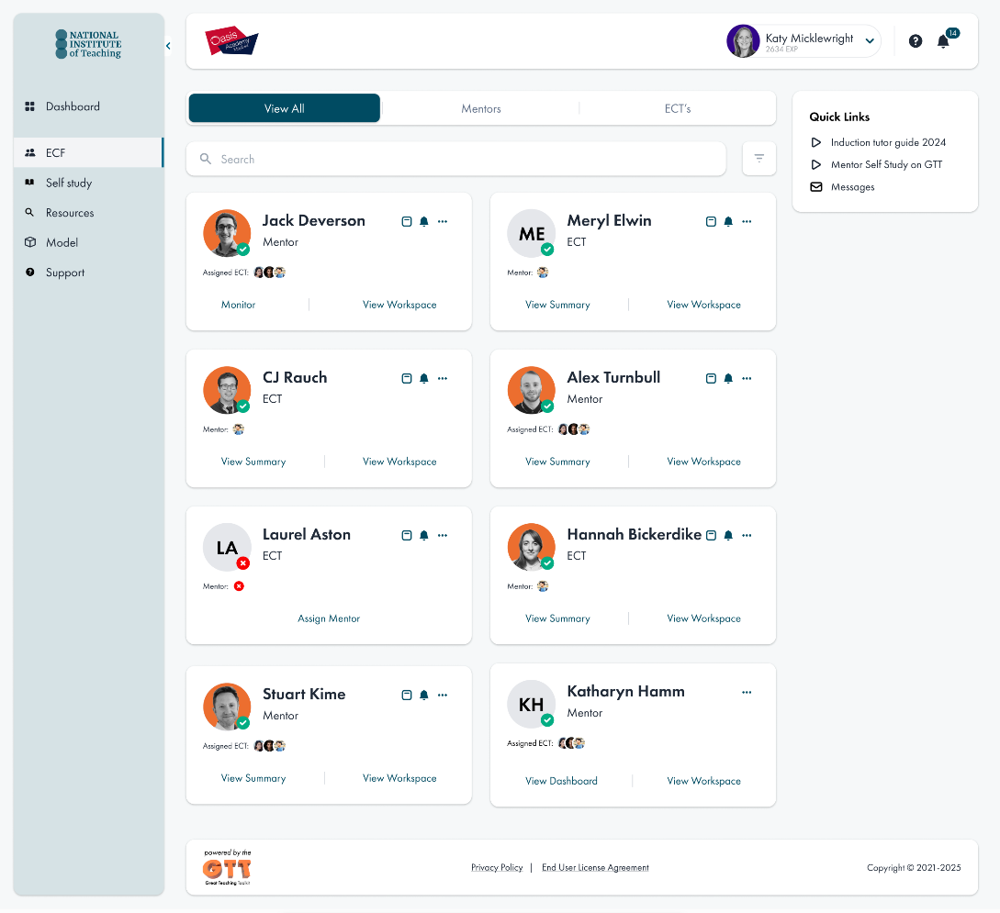 NATIONAL
INSTITUTE
of Teaching
Oasis
Academy
Katy Micklewright
2634 EXP
14
Dashboard
ECF
Self study
Resources
Model
Support
View All
Mentors
ECT's
Search
Quick Links
Induction tutor guide 2024
Mentor Self Study on GTT
Messages
Jack Deverson
Mentor
Assigned ECT:
Monitor
View Workspace
ME
Meryl Elwin
ECT
Mentor:
View Summary
View Workspace
CJ Rauch
ECT
Mentor:
View Summary
View Workspace
Alex Turnbull
Mentor
Assigned ECT:
View Summary
View Workspace
LA
Laurel Aston
ECT
Mentor:
Assign Mentor
Hannah Bickerdike
ECT
Mentor:
View Summary
View Workspace
Stuart Kime
Mentor
Assigned ECT:
View Summary
View Workspace
KH
Katharyn Hamm
Mentor
Assigned ECT:
View Dashboard
View Workspace
powered by the
GTT
Great Teaching Toolkit
Privacy Policy | End User License Agreement
Copyright © 2021-2025